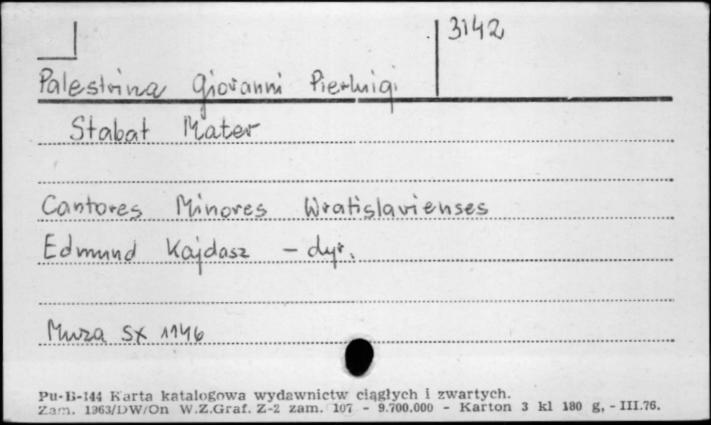 3142
Palestrina Giovanni Pierluigi
Stabat Mater
Cantores Minores Wratislavienses
Edmund Kajdasz – dyr.
Muza SX 1146
Pu-B-144 Karta katalogowa wydawnictw ciągłych i zwartych.
Zam. 1963/DW/On W.Z.Graf. Z-2 zam. 107 - 9.700.000 - Karton 3 kl 180 g, - III.76.